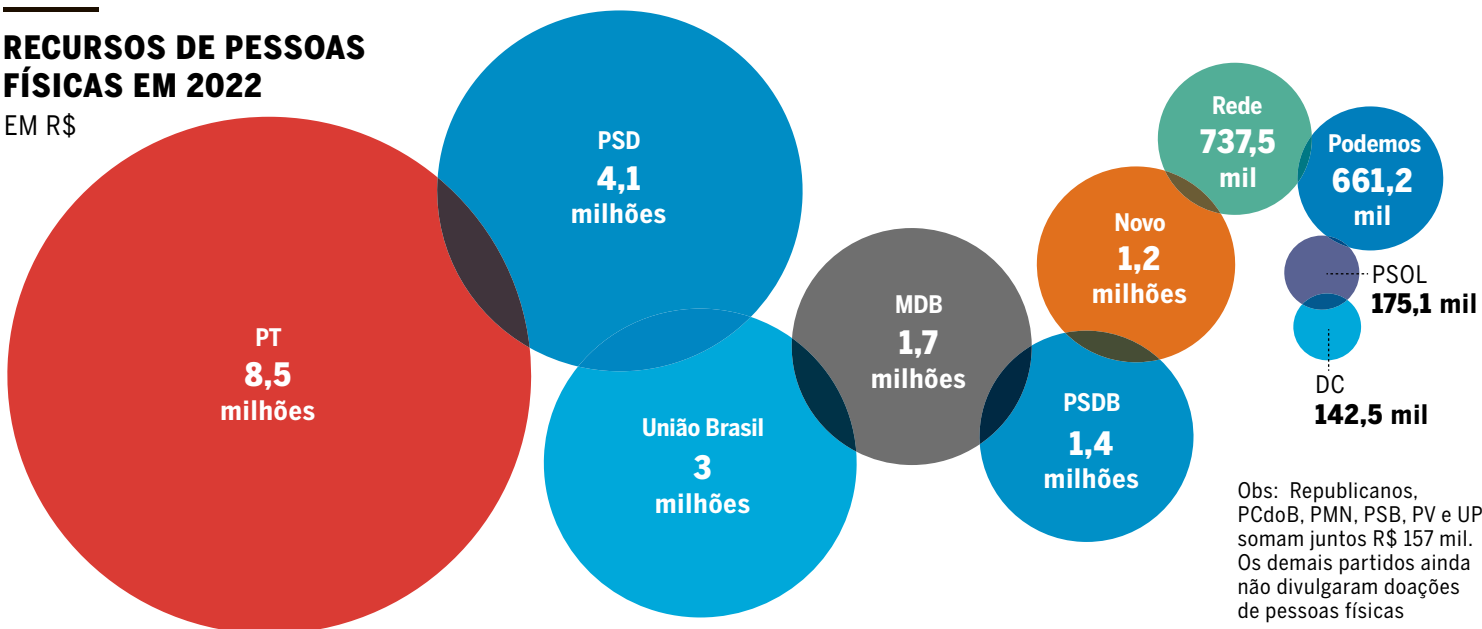 RECURSOS DE PESSOAS
FÍSICAS EM 2022
EM R$
PT
8,5
milhões
PSD
4,1
milhões
União Brasil
3
milhões
MDB
1,7
milhões
PSDB
1,4
milhões
Novo
1,2
milhões
Rede
737,5
mil
Podemos
661,2
mil
PSOL
175,1 mil
DC
142,5 mil
Obs: Republicanos,
PCdoB, PMN, PSB, PV e UP
somam juntos R$ 157 mil.
Os demais partidos ainda
não divulgaram doações
de pessoas físicas